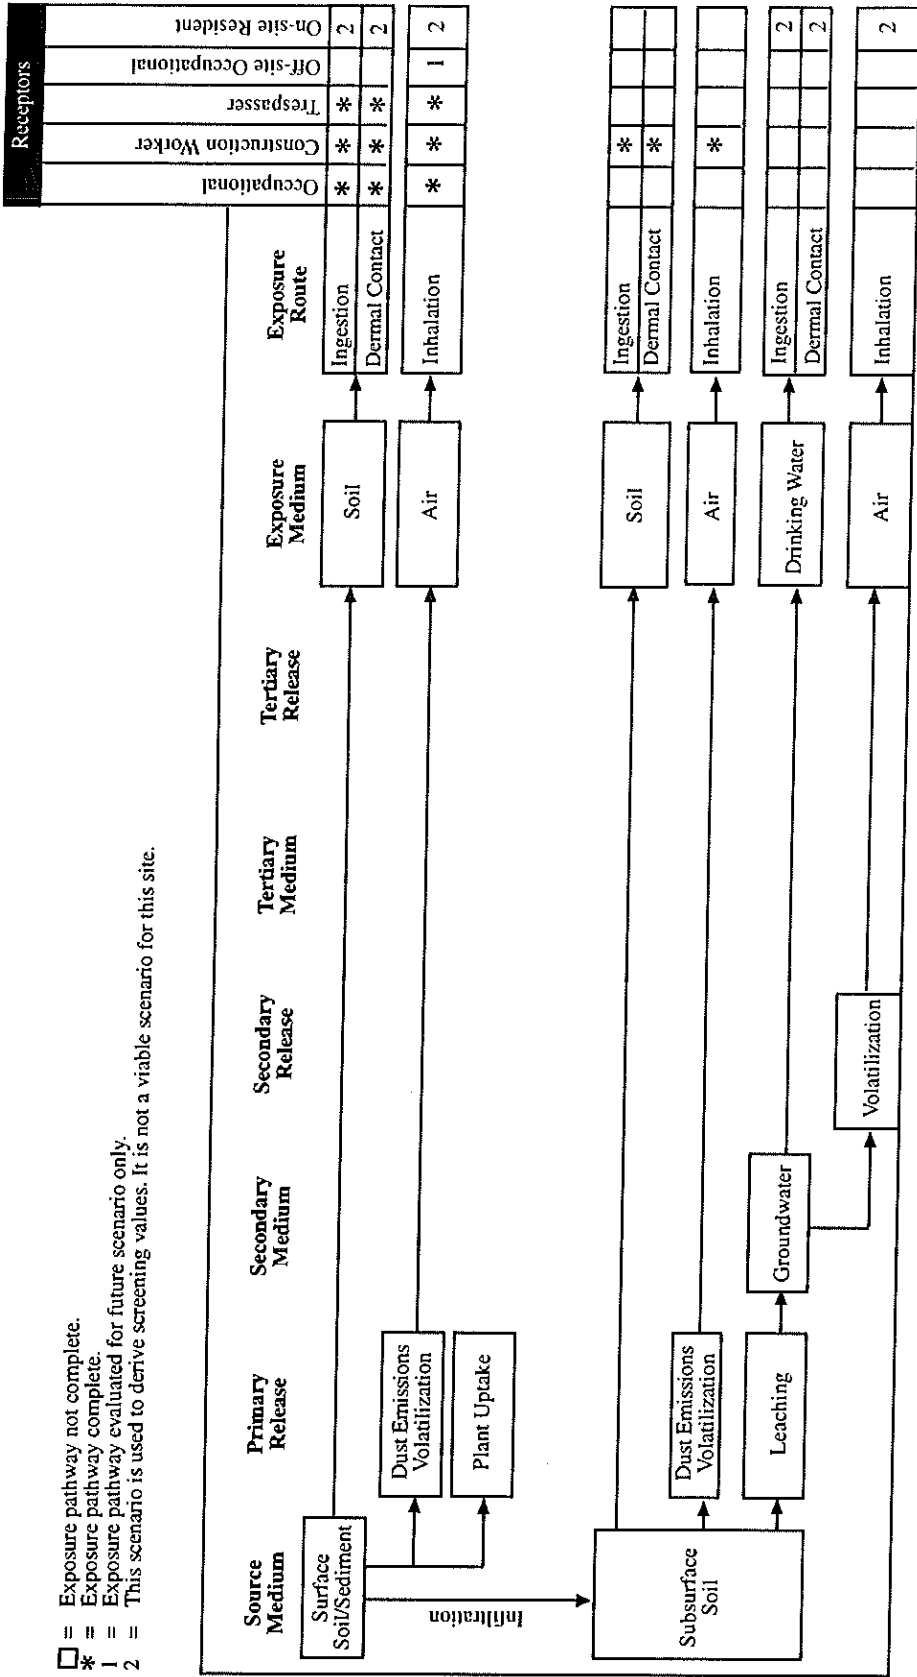 □ = Exposure pathway not complete.
* = Exposure pathway complete.
1 = Exposure pathway evaluated for future scenario only.
2 = This scenario is used to derive screening values. It is not a viable scenario for this site.
Receptors
Occupational
Construction Worker
Trespasser
Off-site Occupational
On-site Resident
Source
Medium
Primary
Release
Secondary
Medium
Secondary
Release
Tertiary
Medium
Tertiary
Release
Exposure
Medium
Exposure
Route
Surface
Soil/Sediment
Soil
Ingestion * * * 2
Dermal Contact * * * 2
Dust Emissions
Volatilization
Air
Inhalation * * * 1 2
Plant Uptake
Infiltration
Subsurface
Soil
Soil
Ingestion *
Dermal Contact *
Dust Emissions
Volatilization
Air
Inhalation *
Leaching
Groundwater
Drinking Water
Ingestion 2
Dermal Contact 2
Volatilization
Air
Inhalation 2